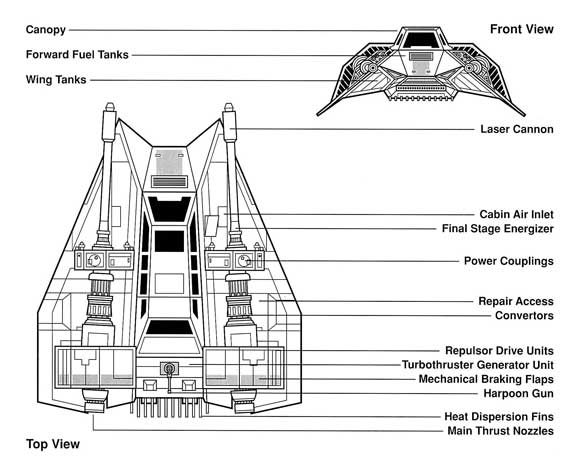 Canopy
Front View
Forward Fuel Tanks
Wing Tanks
Laser Cannon
Cabin Air Inlet
Final Stage Energizer
Power Couplings
Repair Access
Convertors
Repulsor Drive Units
Turbothruster Generator Unit
Mechanical Braking Flaps
Harpoon Gun
Heat Dispersion Fins
Main Thrust Nozzles
Top View